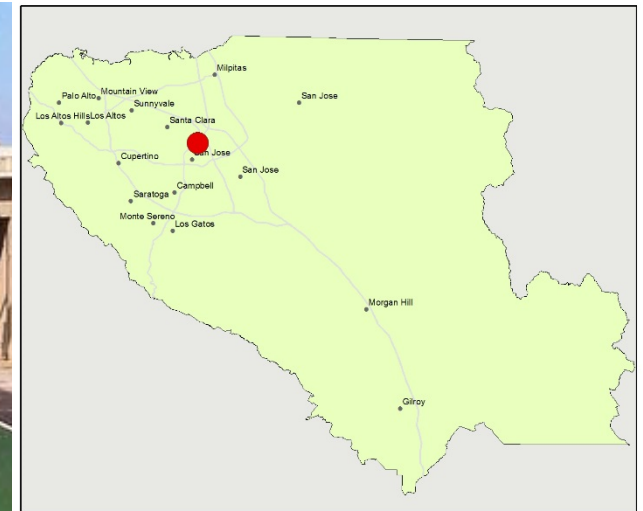 Milpitas
Mountain View
Palo Alto
San Jose
Sunnyvale
Los Altos Hills
Los Altos
Santa Clara
San Jose
Cupertino
San Jose
Campbell
Saratoga
Monte Sereno
Los Gatos
Morgan Hill
Gilroy